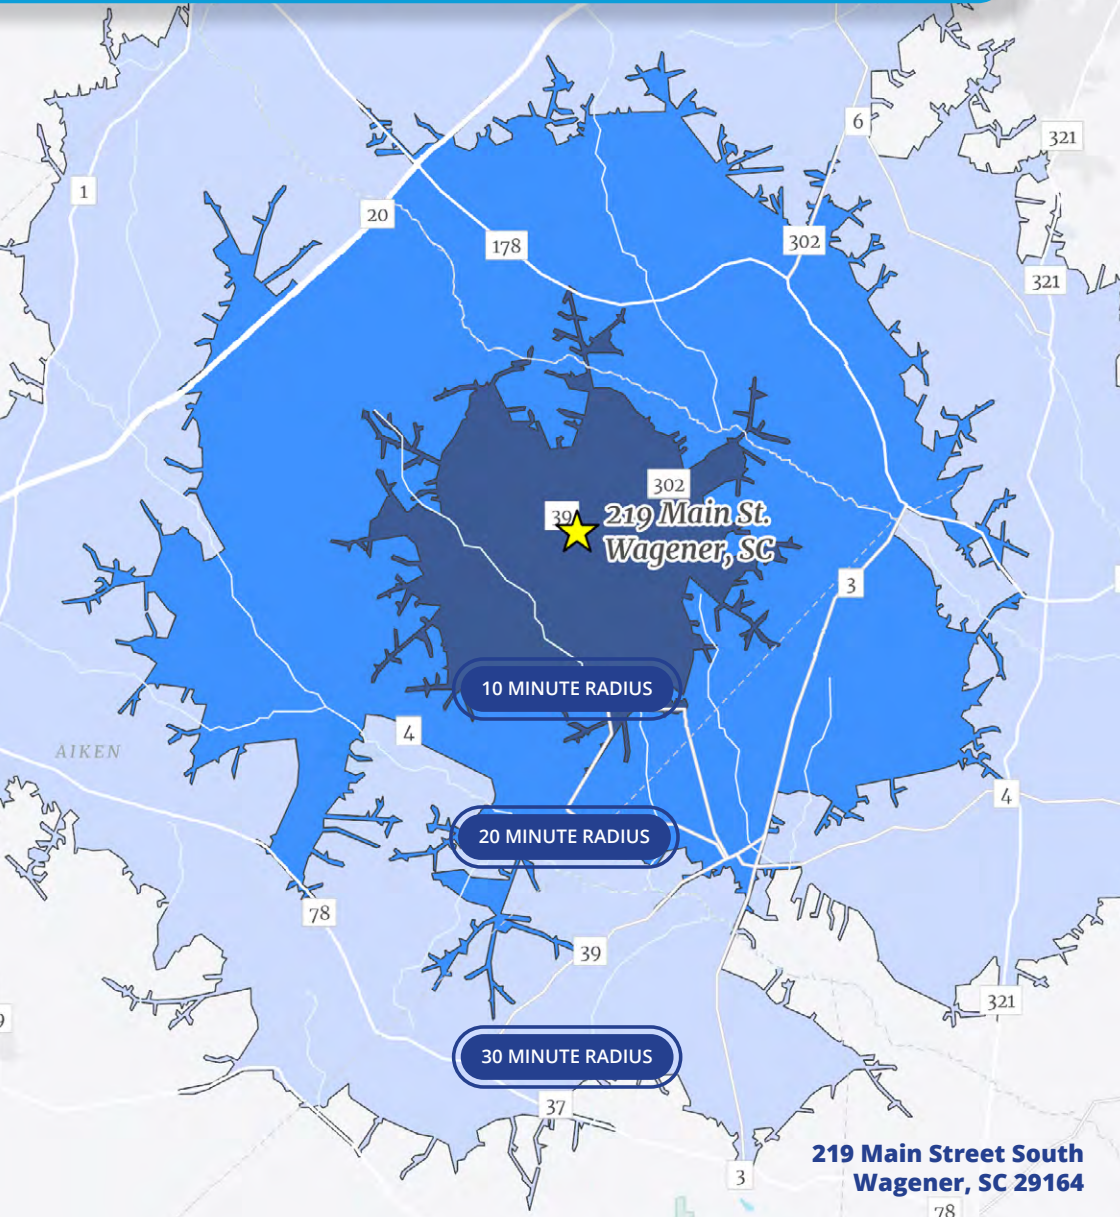 6
321
1
20
178
302
321
302
39
219 Main St.
Wagener, SC
3
10 MINUTE RADIUS
4
AIKEN
4
20 MINUTE RADIUS
78
39
321
9
30 MINUTE RADIUS
37
219 Main Street South
Wagener, SC 29164
3
78